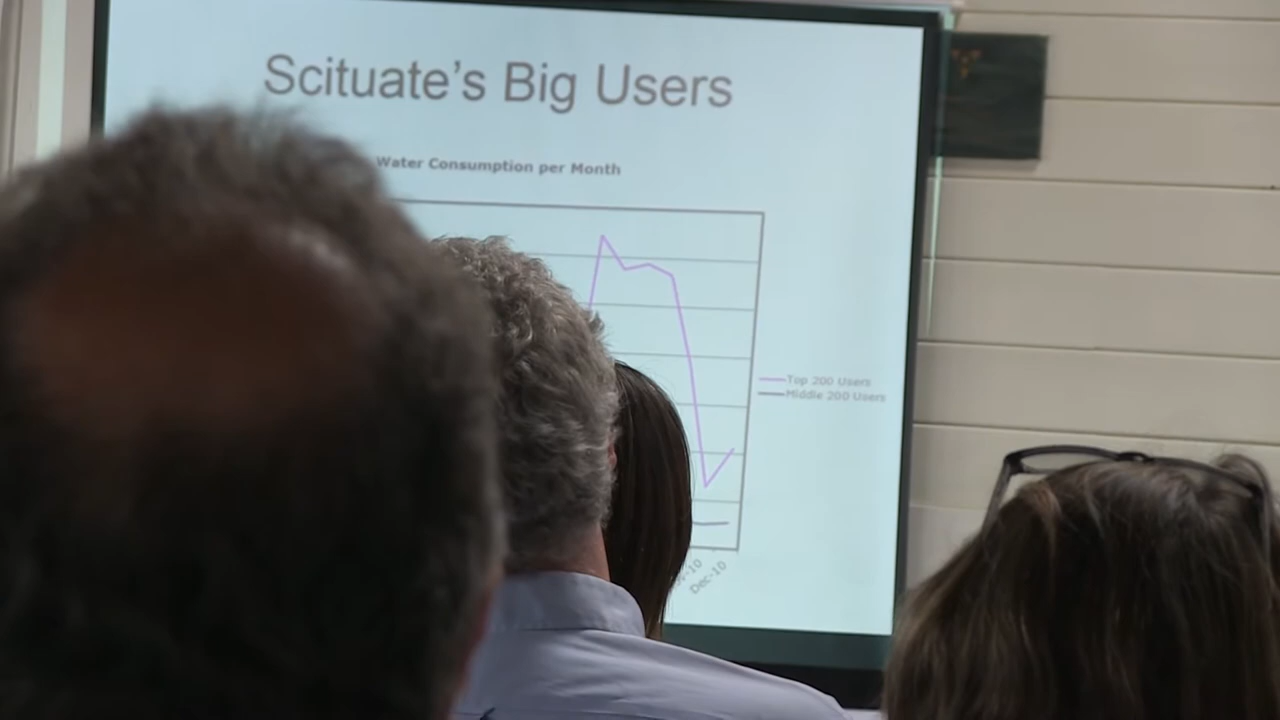 Scituate's Big Users
Water Consumption per Month
Top 200 Users
Middle 200 Users
Dec-10